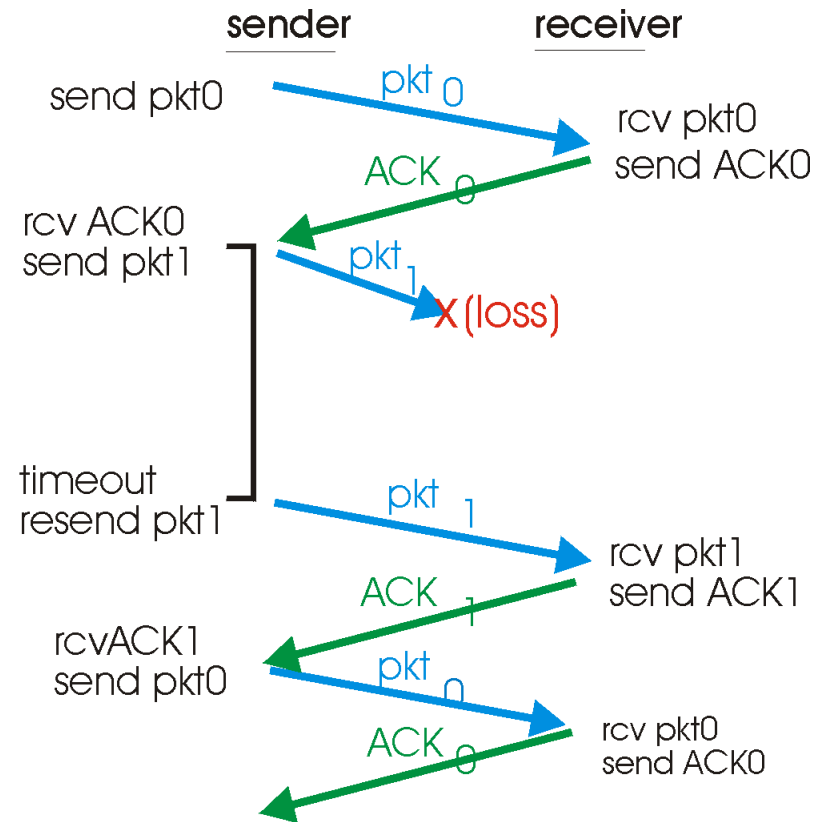 sender
receiver
send pkt0
pkt 0
rcv pkt0
send ACK0
ACK 0
rcv ACK0
send pkt1
pkt 1
X (loss)
timeout
resend pkt1
pkt 1
rcv pkt1
send ACK1
ACK 1
rcvACK1
send pkt0
pkt 0
rcv pkt0
send ACK0
ACK 0